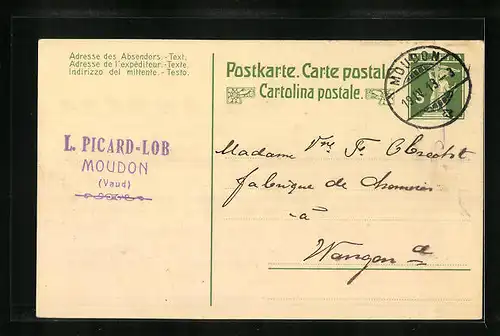 Adresse des Absenders.-Text.
Adresse de l'expéditeur.-Texte.
Indirizzo del mittente.-Testo.
Postkarte. Carte postale
Cartolina postale.
MOUDON
L. PICARD-LOB
MOUDON
(Vaud)
Madame Vve F. Obrecht
fabrique de
à
Wangen a